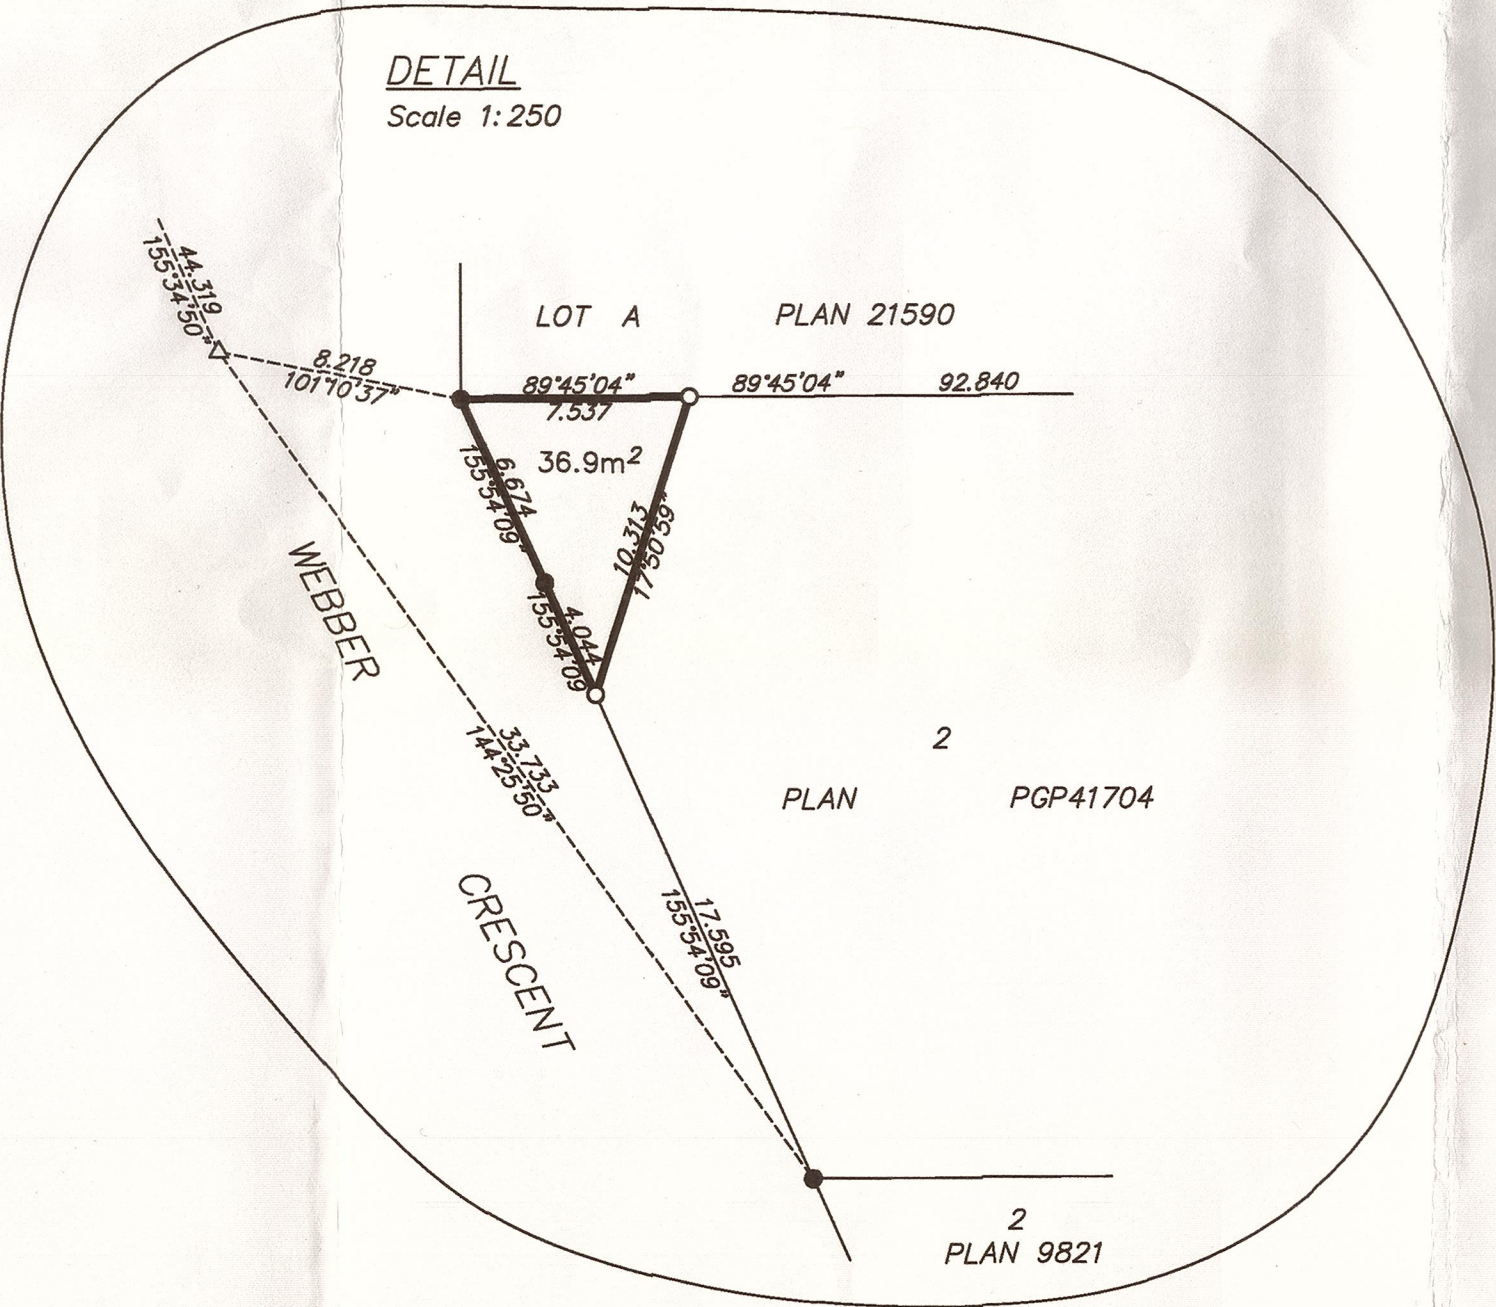 DETAIL
Scale 1:250
44.319
155°34'50"
LOT A PLAN 21590
8.218
101°10'37"
89°45'04"
7.537
89°45'04" 92.840
36.9m²
6.674
155°54'09"
10.313
17°50'59"
4.044
155°54'09
WEBBER
33.733
144°25'50"
2
PLAN PGP41704
CRESCENT
17.595
155°54'09"
2
PLAN 9821